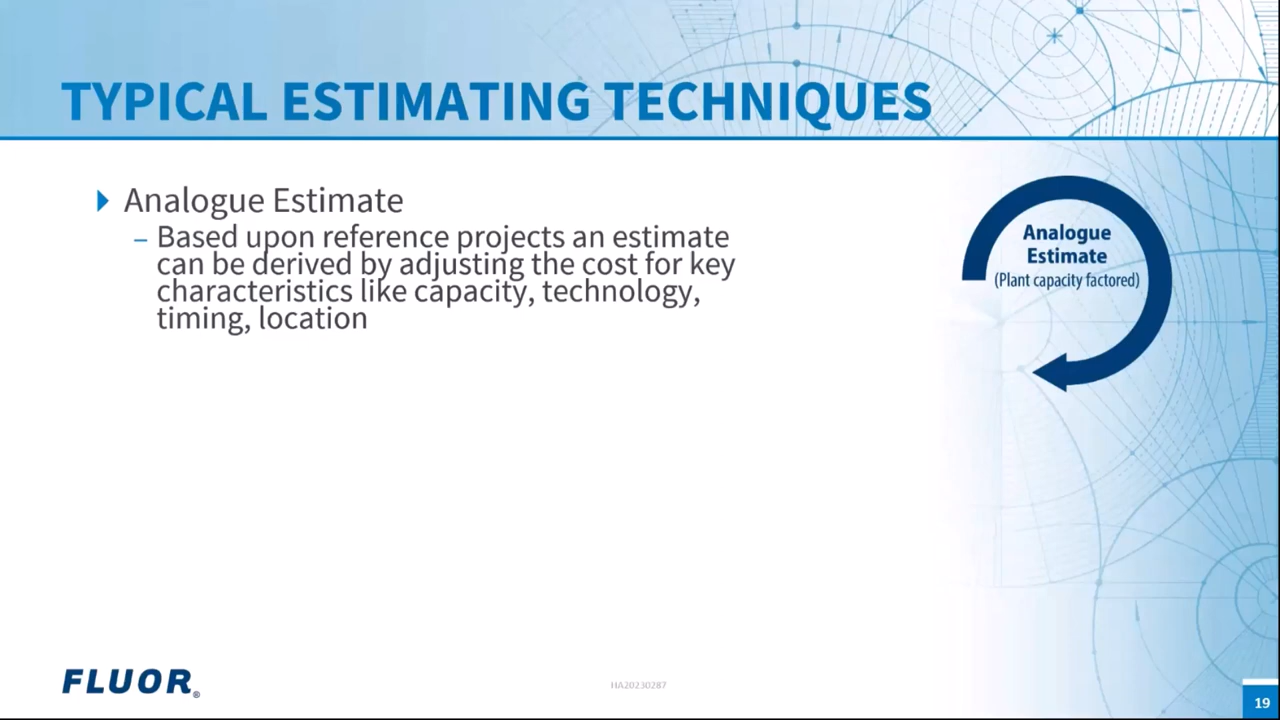 TYPICAL ESTIMATING TECHNIQUES
Analogue Estimate
– Based upon reference projects an estimate
can be derived by adjusting the cost for key
characteristics like capacity, technology,
timing, location
Analogue
Estimate
(Plant capacity factored)
FLUOR®
HA20230287
19